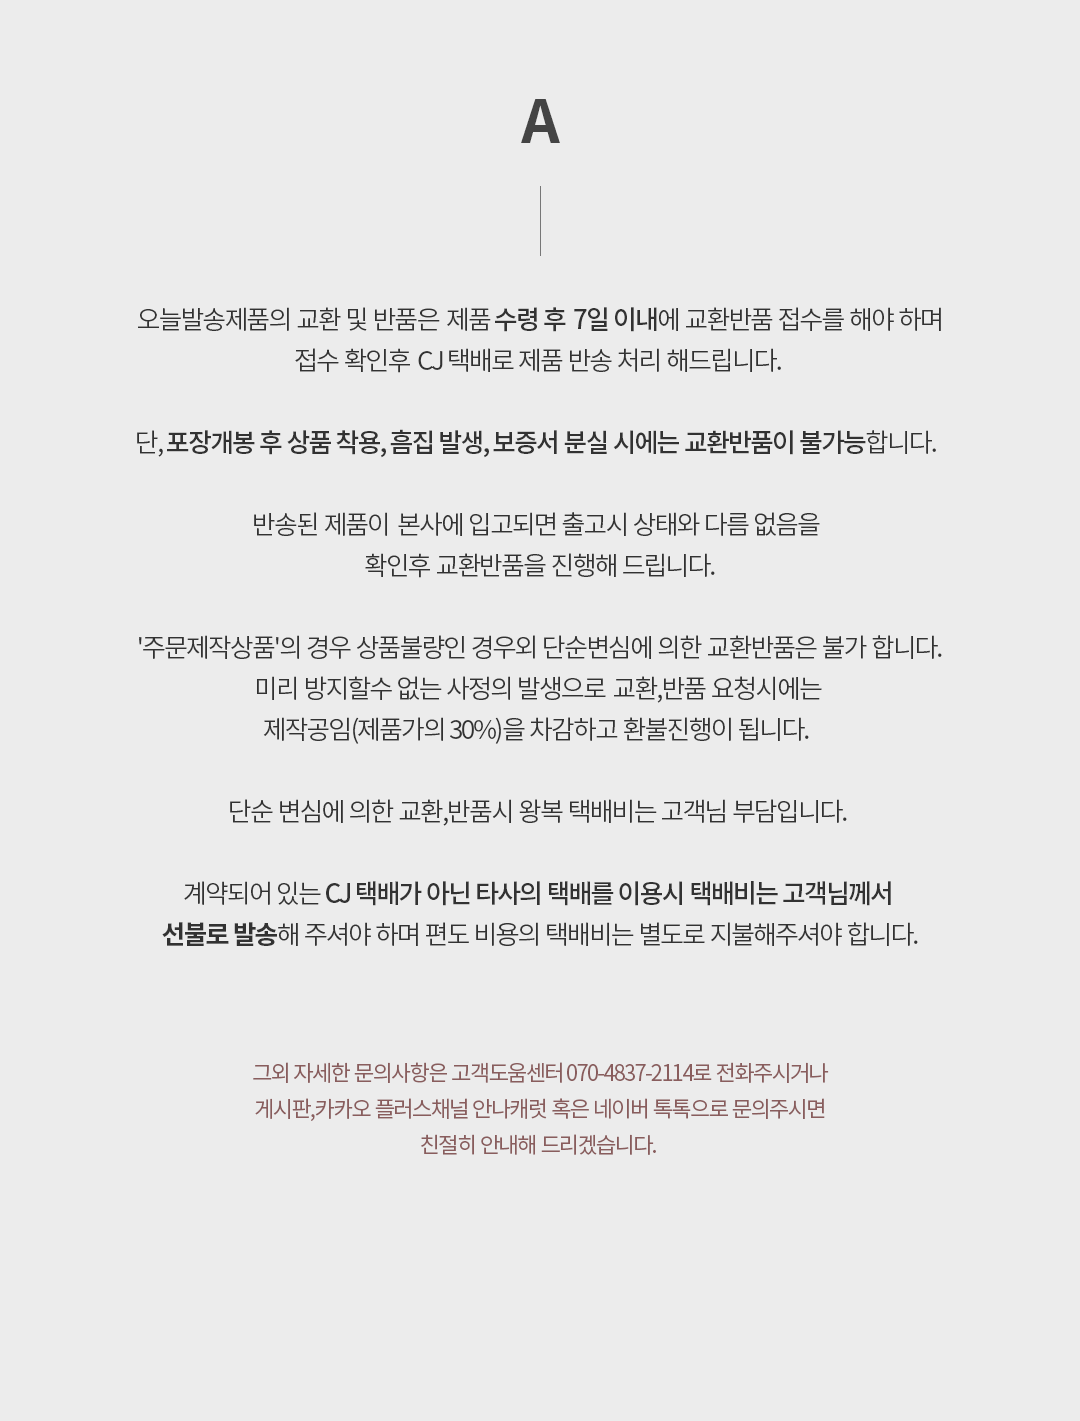 A
오늘발송제품의 교환 및 반품은 제품 수령 후 7일 이내에 교환반품 접수를 해야 하며
접수 확인후 CJ 택배로 제품 반송 처리 해드립니다.
단, 포장개봉 후 상품 착용, 흠집 발생, 보증서 분실 시에는 교환반품이 불가능합니다.
반송된 제품이 본사에 입고되면 출고시 상태와 다름 없음을
확인후 교환반품을 진행해 드립니다.
'주문제작상품'의 경우 상품불량인 경우외 단순변심에 의한 교환반품은 불가 합니다.
미리 방지할수 없는 사정의 발생으로 교환,반품 요청시에는
제작공임(제품가의 30%)을 차감하고 환불진행이 됩니다.
단순 변심에 의한 교환,반품시 왕복 택배비는 고객님 부담입니다.
계약되어 있는 CJ 택배가 아닌 타사의 택배를 이용시 택배비는 고객님께서
선불로 발송해 주셔야 하며 편도 비용의 택배비는 별도로 지불해주셔야 합니다.
그외 자세한 문의사항은 고객도움센터 070-4837-2114로 전화주시거나
게시판,카카오 플러스채널 안나캐럿 혹은 네이버 톡톡으로 문의주시면
친절히 안내해 드리겠습니다.